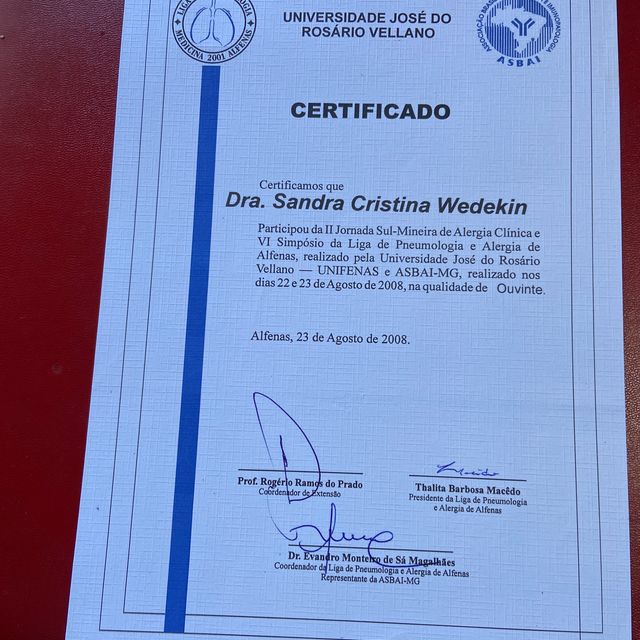 UNIVERSIDADE JOSÉ DO
ROSÁRIO VELLANO
MEDICINA 2001 ALFENAS
ASBAI
CERTIFICADO
Certificamos que
Dra. Sandra Cristina Wedekin
Participou da II Jornada Sul-Mineira de Alergia Clínica e
VI Simpósio da Liga de Pneumologia e Alergia de
Alfenas, realizado pela Universidade José do Rosário
Vellano — UNIFENAS e ASBAI-MG, realizado nos
dias 22 e 23 de Agosto de 2008, na qualidade de Ouvinte.
Alfenas, 23 de Agosto de 2008.
Prof. Rogério Ramos do Prado
Coordenador de Extensão
Thalita Barbosa Macêdo
Presidente da Liga de Pneumologia
e Alergia de Alfenas
Dr. Evandro Monteiro de Sá Magalhães
Coordenador da Liga de Pneumologia e Alergia de Alfenas
Representante da ASBAI-MG